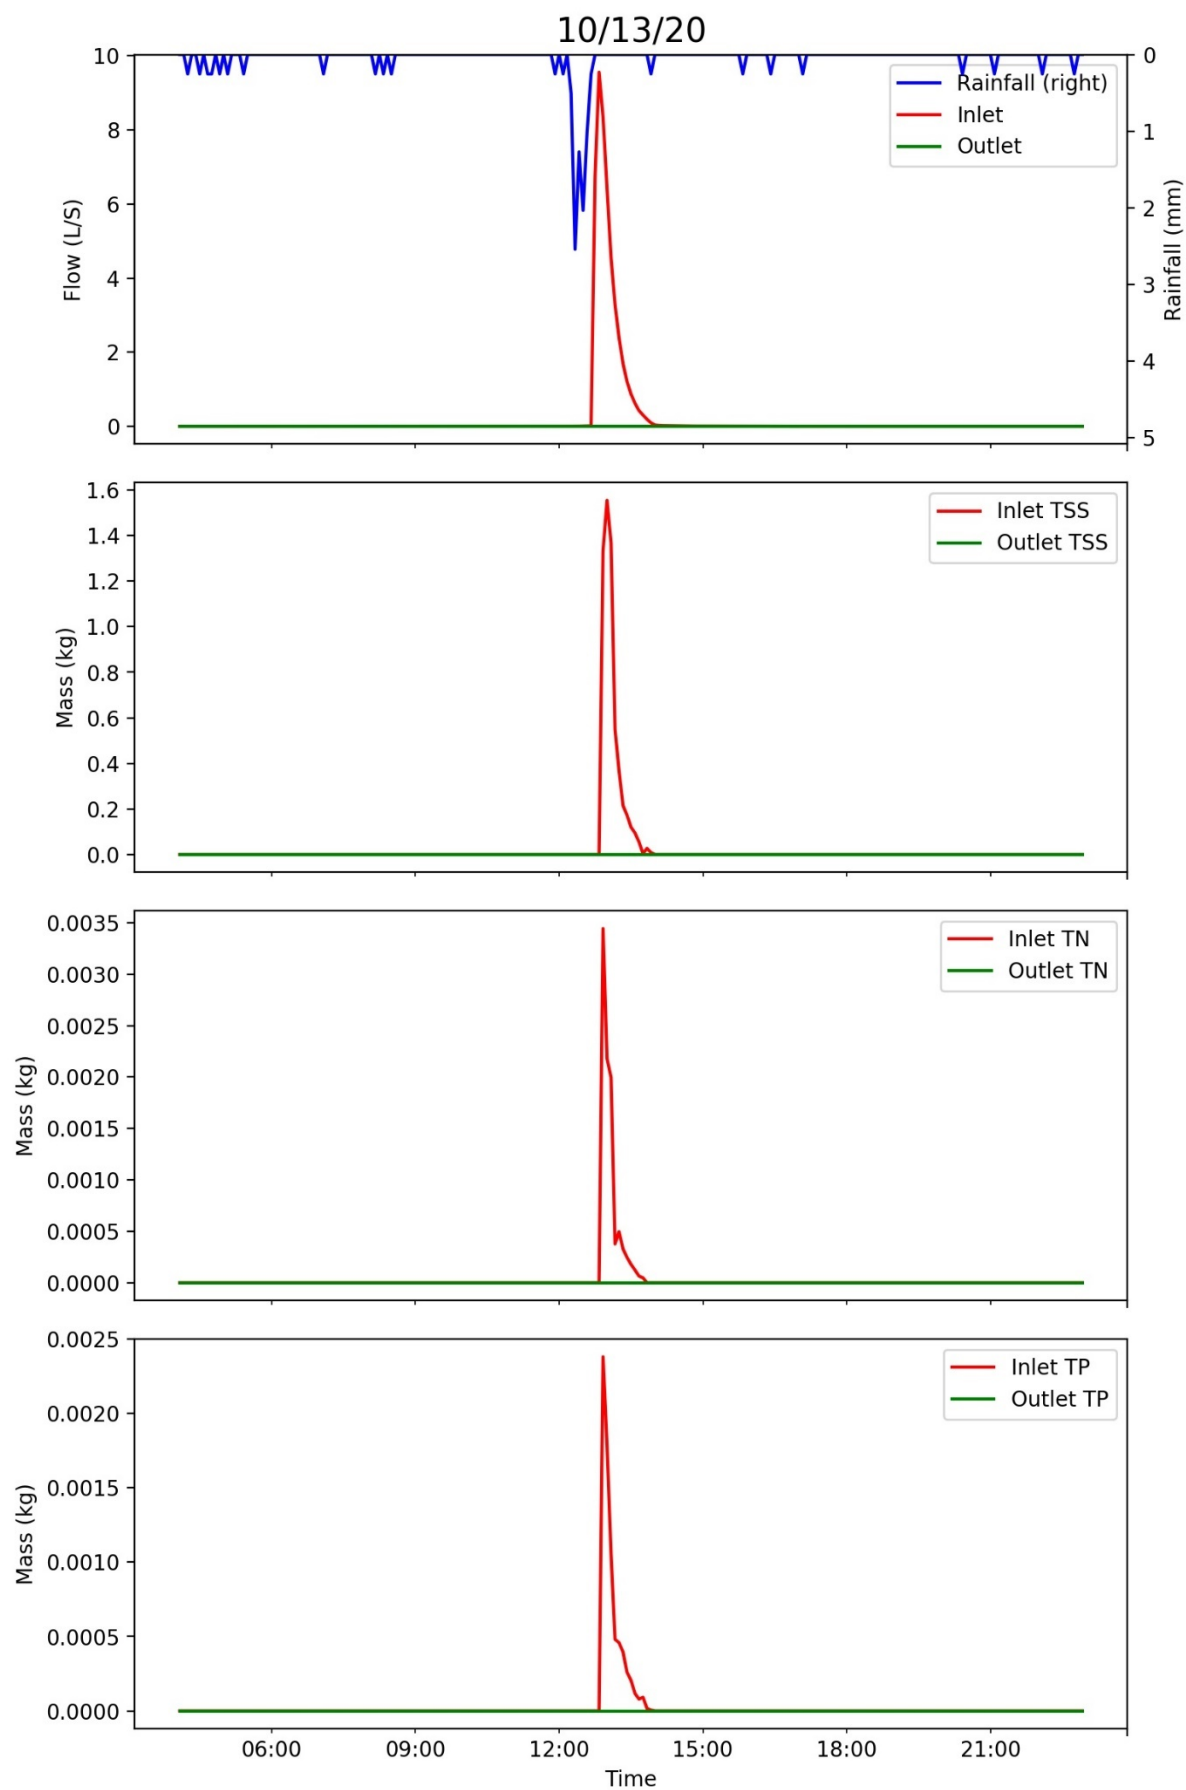 10/13/20
10
8
6
4
2
0
Flow (L/S)
0
1
2
3
4
5
Rainfall (mm)
Rainfall (right)
Inlet
Outlet
1.6
1.4
1.2
1.0
0.8
0.6
0.4
0.2
0.0
Mass (kg)
Inlet TSS
Outlet TSS
0.0035
0.0030
0.0025
0.0020
0.0015
0.0010
0.0005
0.0000
Mass (kg)
Inlet TN
Outlet TN
0.0025
0.0020
0.0015
0.0010
0.0005
0.0000
Mass (kg)
Inlet TP
Outlet TP
06:00 09:00 12:00 15:00 18:00 21:00
Time